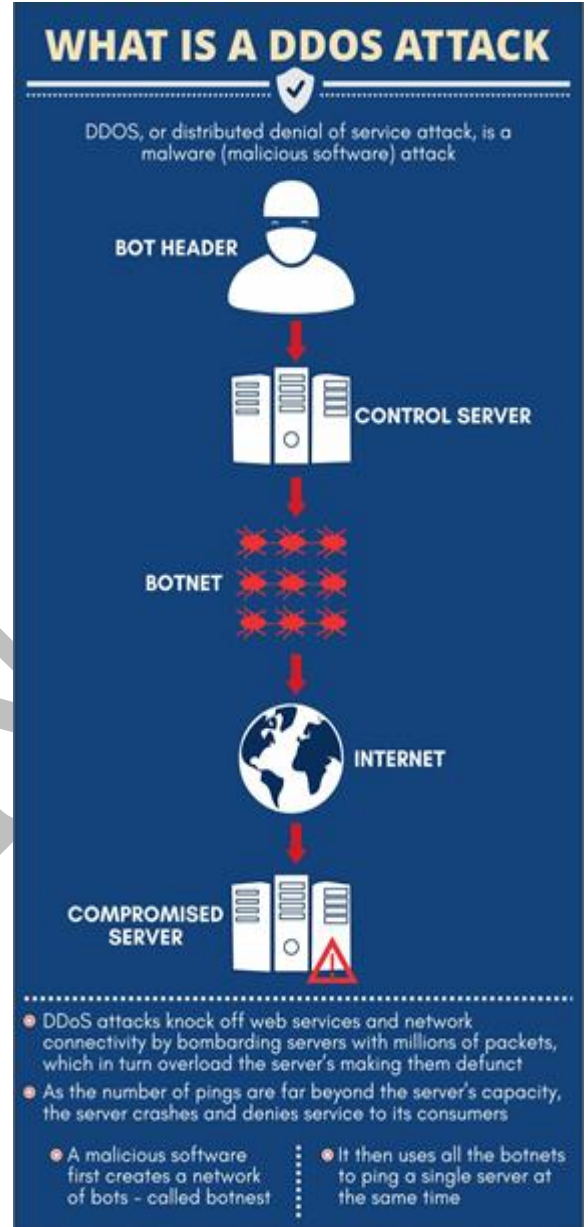 WHAT IS A DDOS ATTACK
DDOS, or distributed denial of service attack, is a
malware (malicious software) attack
BOT HEADER
CONTROL SERVER
BOTNET
INTERNET
COMPROMISED
SERVER
DDoS attacks knock off web services and network
connectivity by bombarding servers with millions of packets,
which in turn overload the server's making them defunct
As the number of pings are far beyond the server's capacity,
the server crashes and denies service to its consumers
A malicious software
first creates a network
of bots - called botnest
It then uses all the botnets
to ping a single server at
the same time